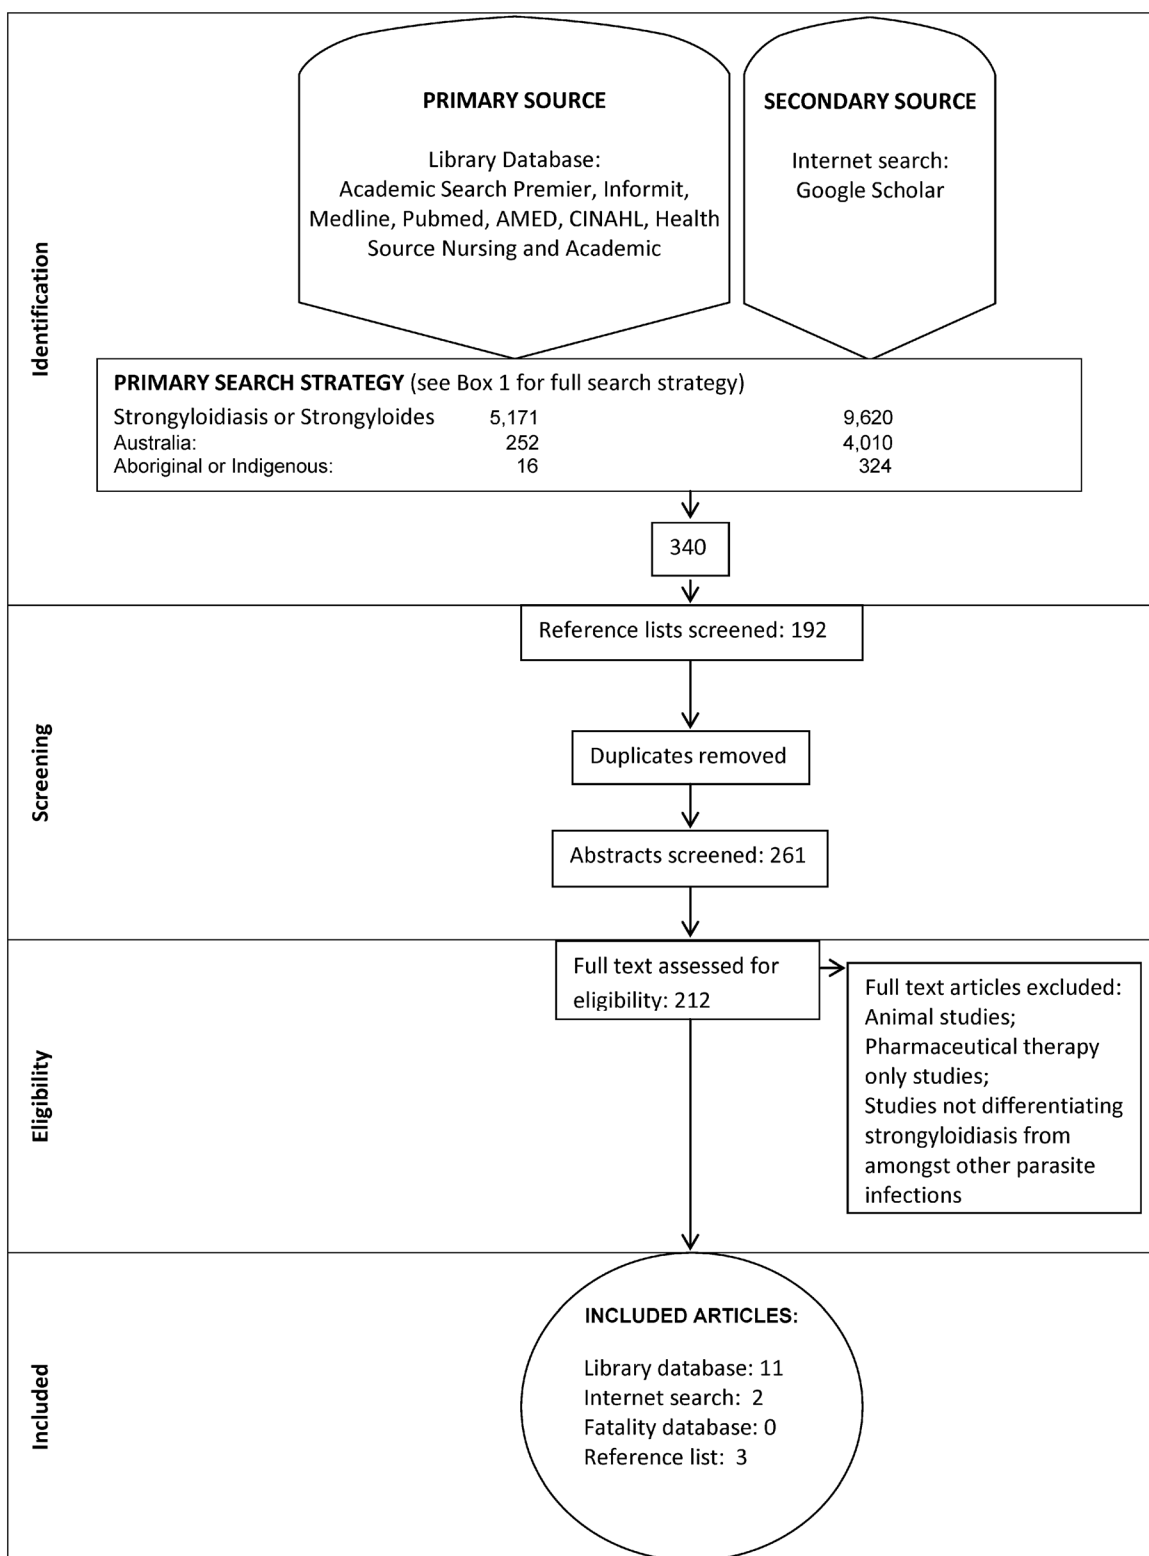 Identification
PRIMARY SOURCE
Library Database:
Academic Search Premier, Informit,
Medline, Pubmed, AMED, CINAHL, Health
Source Nursing and Academic
SECONDARY SOURCE
Internet search:
Google Scholar
PRIMARY SEARCH STRATEGY (see Box 1 for full search strategy)
Strongyloidiasis or Strongyloides 5,171 9,620
Australia: 252 4,010
Aboriginal or Indigenous: 16 324
340
Screening
Reference lists screened: 192
Duplicates removed
Abstracts screened: 261
Eligibility
Full text assessed for
eligibility: 212
Full text articles excluded:
Animal studies;
Pharmaceutical therapy
only studies;
Studies not differentiating
strongyloidiasis from
amongst other parasite
infections
Included
INCLUDED ARTICLES:
Library database: 11
Internet search: 2
Fatality database: 0
Reference list: 3